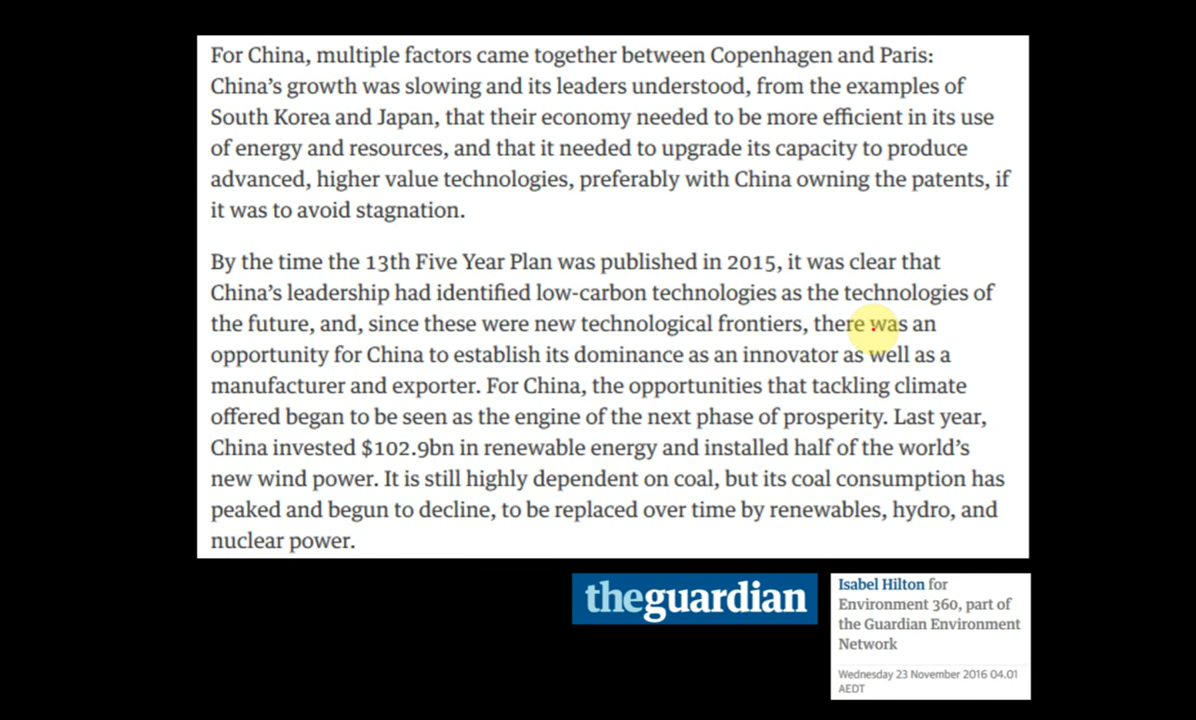 For China, multiple factors came together between Copenhagen and Paris:
China’s growth was slowing and its leaders understood, from the examples of
South Korea and Japan, that their economy needed to be more efficient in its use
of energy and resources, and that it needed to upgrade its capacity to produce
advanced, higher value technologies, preferably with China owning the patents, if
it was to avoid stagnation.
By the time the 13th Five Year Plan was published in 2015, it was clear that
China’s leadership had identified low-carbon technologies as the technologies of
the future, and, since these were new technological frontiers, there was an
opportunity for China to establish its dominance as an innovator as well as a
manufacturer and exporter. For China, the opportunities that tackling climate
offered began to be seen as the engine of the next phase of prosperity. Last year,
China invested $102.9bn in renewable energy and installed half of the world’s
new wind power. It is still highly dependent on coal, but its coal consumption has
peaked and begun to decline, to be replaced over time by renewables, hydro, and
nuclear power.
theguardian
Isabel Hilton for
Environment 360, part of
the Guardian Environment
Network
Wednesday 23 November 2016 04.01
AEDT